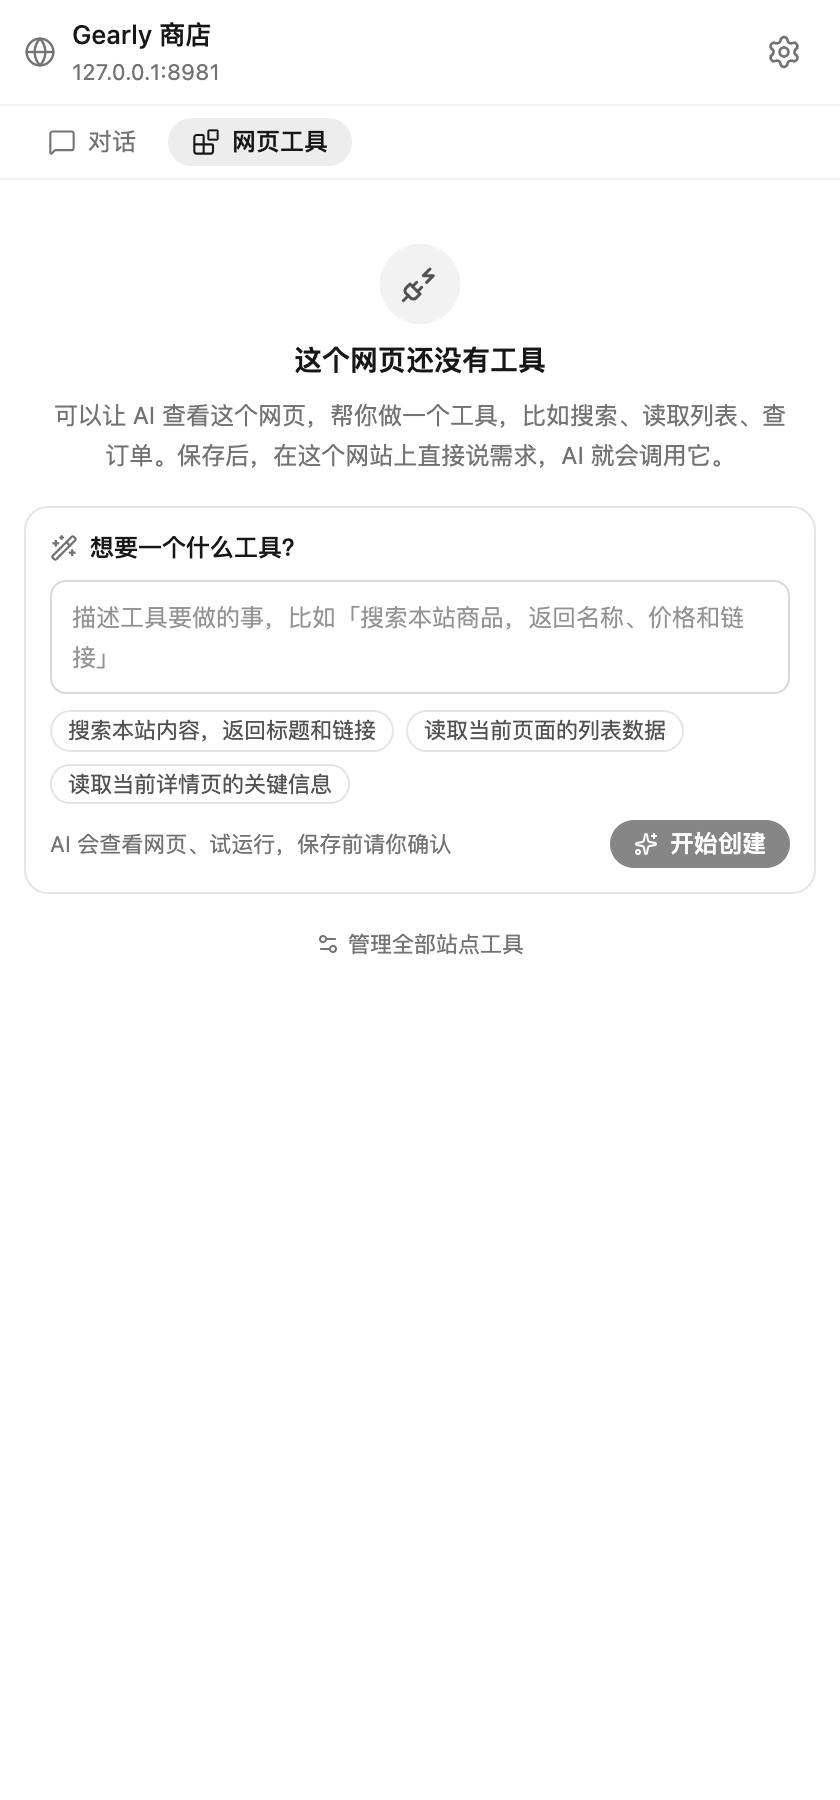 Gearly 商店
127.0.0.1:8981
对话
网页工具
这个网页还没有工具
可以让 AI 查看这个网页，帮你做一个工具，比如搜索、读取列表、查
订单。保存后，在这个网站上直接说需求，AI 就会调用它。
想要一个什么工具？
描述工具要做的事，比如「搜索本站商品，返回名称、价格和链
接」
搜索本站内容，返回标题和链接
读取当前页面的列表数据
读取当前详情页的关键信息
AI 会查看网页、试运行，保存前请你确认
开始创建
管理全部站点工具